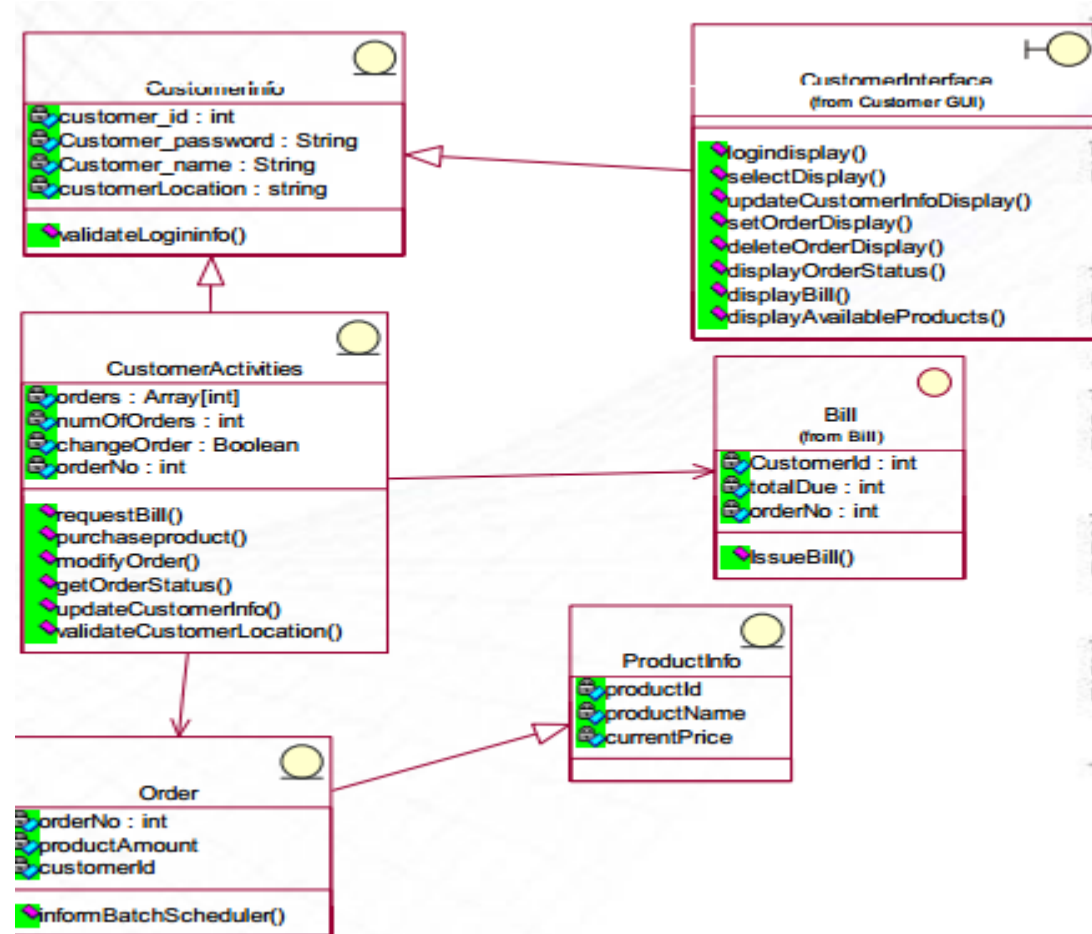 CustomerInfo
customer_id : int
Customer_password : String
Customer_name : String
customerLocation : string
validateLogininfo()
CustomerInterface
(from Customer GUI)
logindisplay()
selectDisplay()
updateCustomerInfoDisplay()
setOrderDisplay()
deleteOrderDisplay()
displayOrderStatus()
displayBill()
displayAvailableProducts()
CustomerActivities
orders : Array[int]
numOfOrders : int
changeOrder : Boolean
orderNo : int
requestBill()
purchaseproduct()
modifyOrder()
getOrderStatus()
updateCustomerInfo()
validateCustomerLocation()
Bill
(from Bill)
CustomerId : int
totalDue : int
orderNo : int
IssueBill()
ProductInfo
productId
productName
currentPrice
Order
orderNo : int
productAmount
customerId
informBatchScheduler()